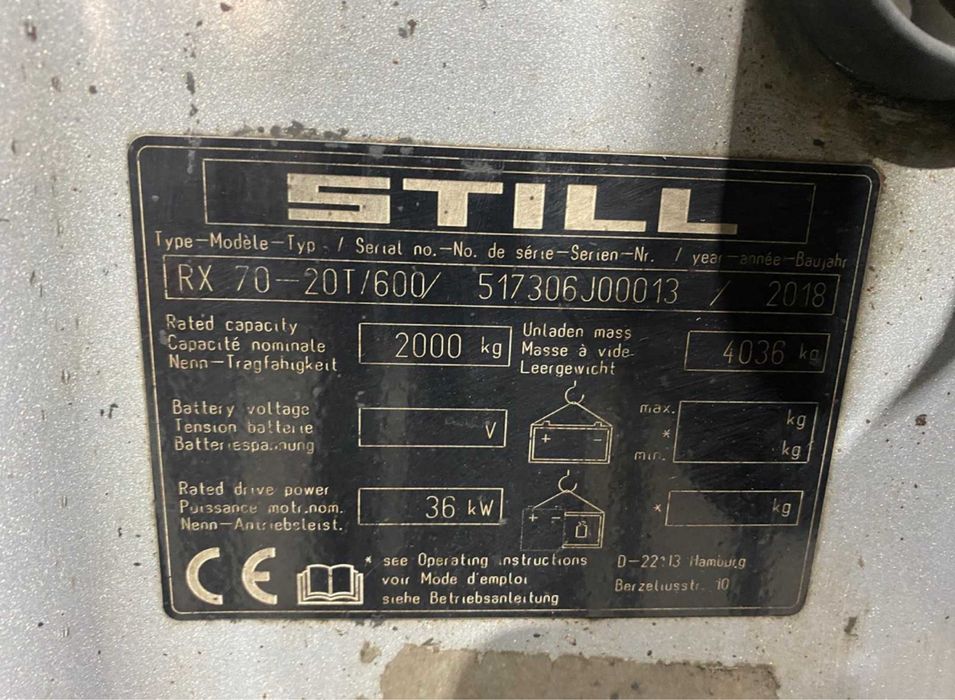 STILL
Type-Modèle-Typ / Serial no.-No. de série-Serien-Nr. / year-année-Baujahr
RX 70-20T/600/ 517306J00013 / 2018
Rated capacity
Capacité nominale
Nenn-Tragfähigkeit
2000 kg
Unladen mass
Masse à vide-
Leergewicht
4036 kg
Battery voltage
Tension batterie
Batteriespannung
V
+ -
max.
*
min.
kg
kg
Rated drive power
Puissance motr.nom.
Nenn-Antriebsleist.
36 kW
+ -
*
kg
CE
* see Operating instructions
voir Mode d'emploi
siehe Betriebsanleitung
D-22113 Hamburg
Berzeliusstr. 10